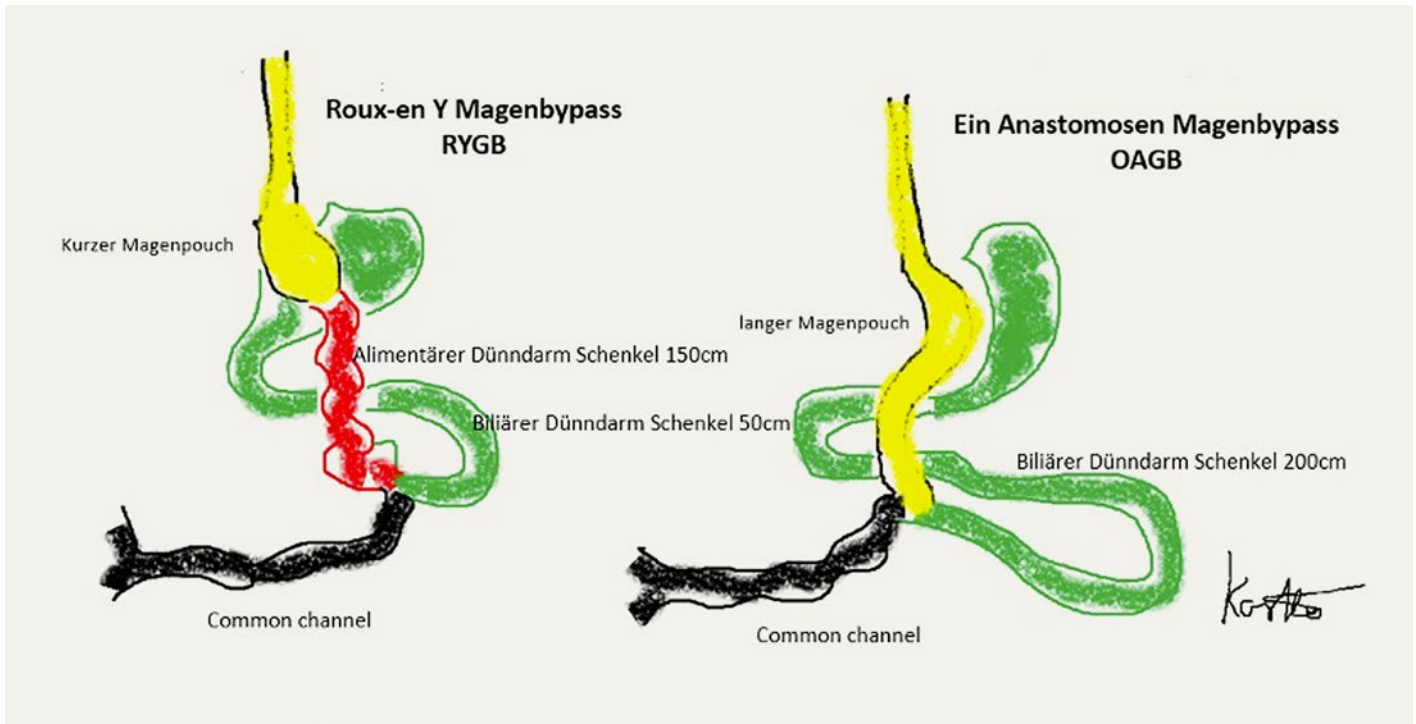 Roux-en Y Magenbypass
RYGB
Kurzer Magenpouch
Alimentärer Dünndarm Schenkel 150cm
Biliärer Dünndarm Schenkel 50cm
Common channel
Ein Anastomosen Magenbypass
OAGB
langer Magenpouch
Biliärer Dünndarm Schenkel 200cm
Common channel